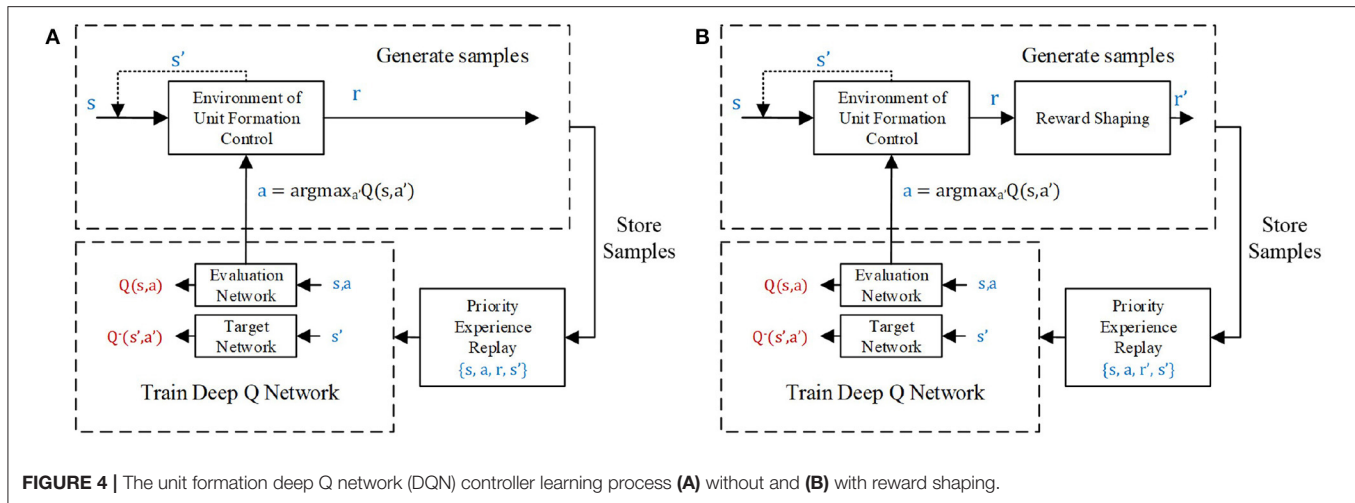 A
Generate samples
s'
s
Environment of
Unit Formation
Control
r
a = argmaxₐ'Q(s,a')
Store
Samples
Q(s,a)
Evaluation
Network
s,a
Q⁻(s',a')
Target
Network
s'
Train Deep Q Network
Priority
Experience
Replay
{s, a, r, s'}
B
Generate samples
s'
s
Environment of
Unit Formation
Control
r
Reward Shaping
r'
a = argmaxₐ'Q(s,a')
Store
Samples
Q(s,a)
Evaluation
Network
s,a
Q⁻(s',a')
Target
Network
s'
Train Deep Q Network
Priority
Experience
Replay
{s, a, r', s'}
FIGURE 4 | The unit formation deep Q network (DQN) controller learning process (A) without and (B) with reward shaping.